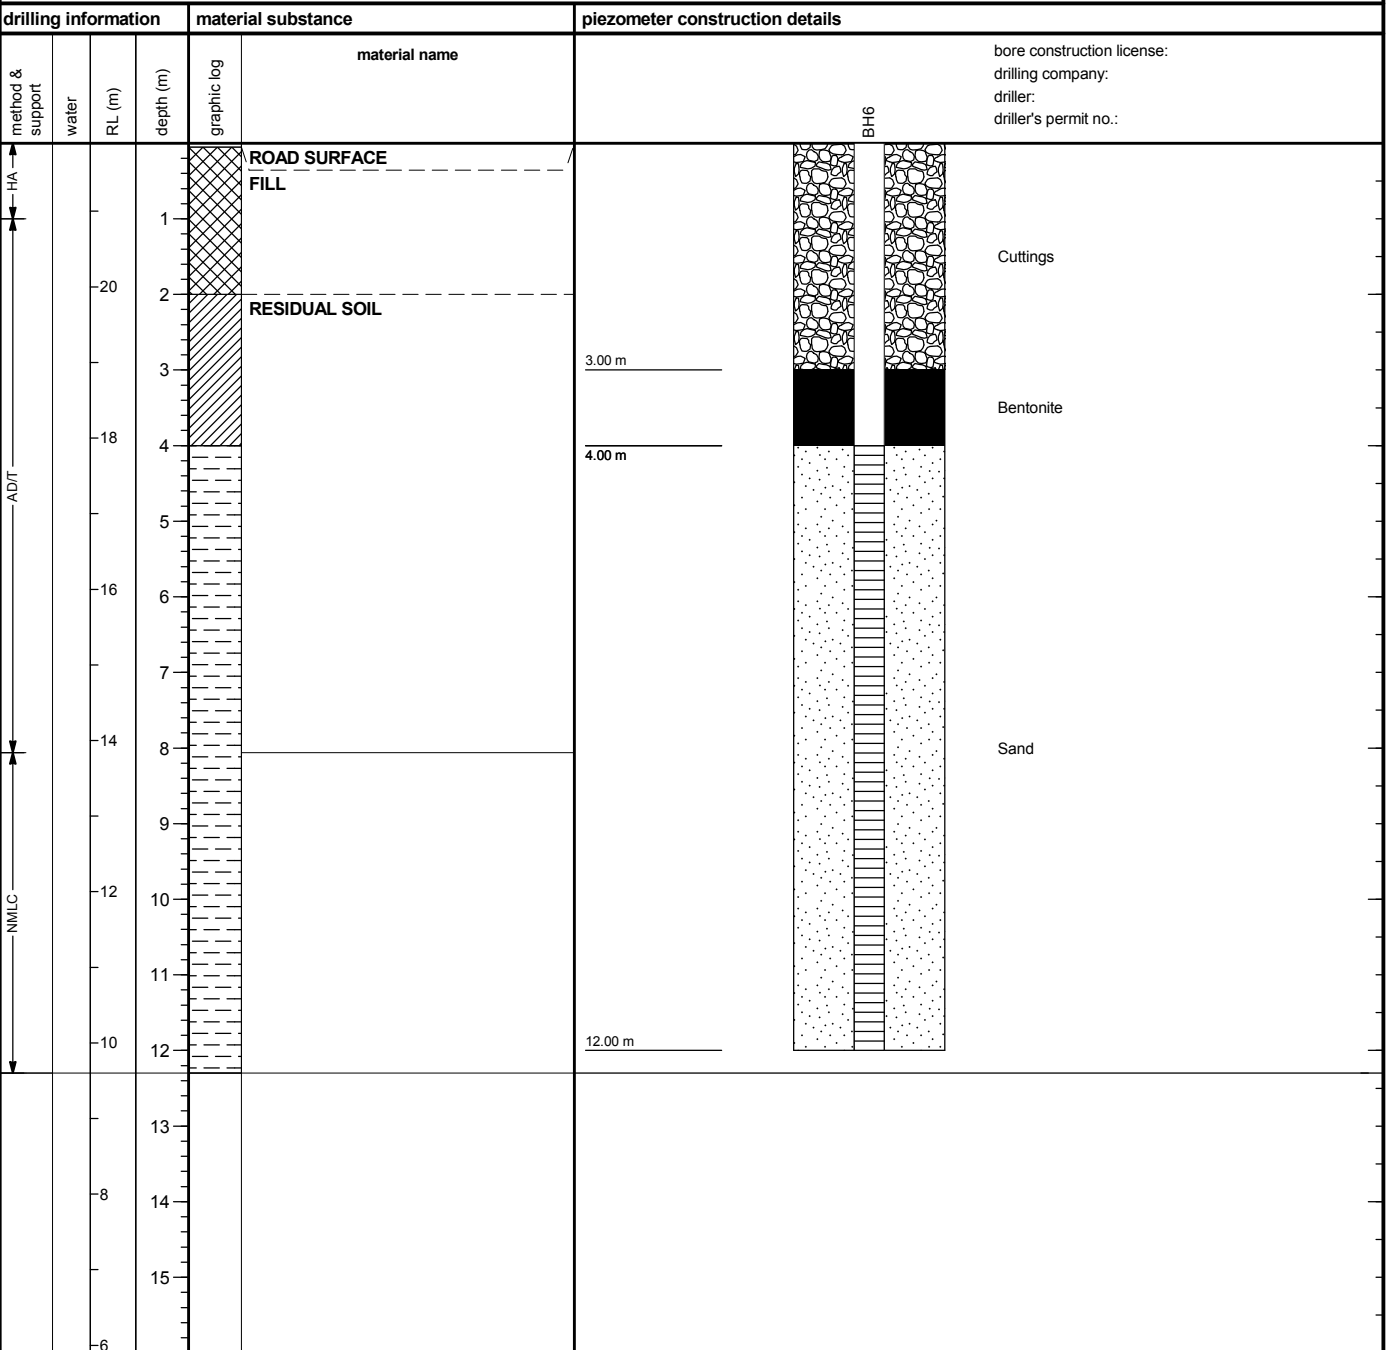 drilling information
material substance
piezometer construction details
method &
support
water
RL (m)
depth (m)
graphic log
material name
BH6
bore construction license:
drilling company:
driller:
driller's permit no.:
HA
AD/T
NMLC
20
18
16
14
12
10
8
6
1
2
3
4
5
6
7
8
9
10
11
12
13
14
15
ROAD SURFACE
FILL
RESIDUAL SOIL
3.00 m
4.00 m
12.00 m
Cuttings
Bentonite
Sand